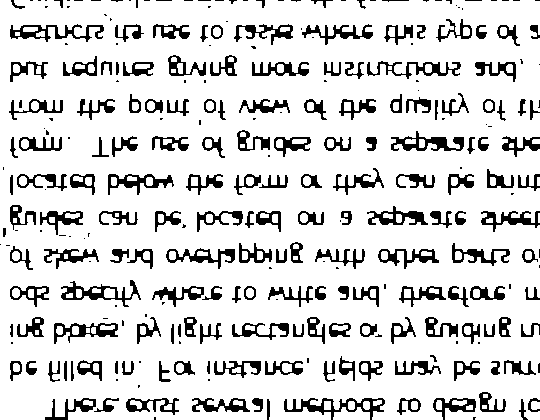 There exist several methods to design fo
be filled in. For instance, fields may be surr
ing boxes, by light rectangles or by guiding ru
ods specify where to write and, therefore, m
of skew and overlapping with other parts of
guides can be located on a separate sheet
located below the form or they can be print
form. The use of guides on a separate she
from the point of view of the quality of th
but requires giving more instructions and,
restricts its use to tasks where this type of a